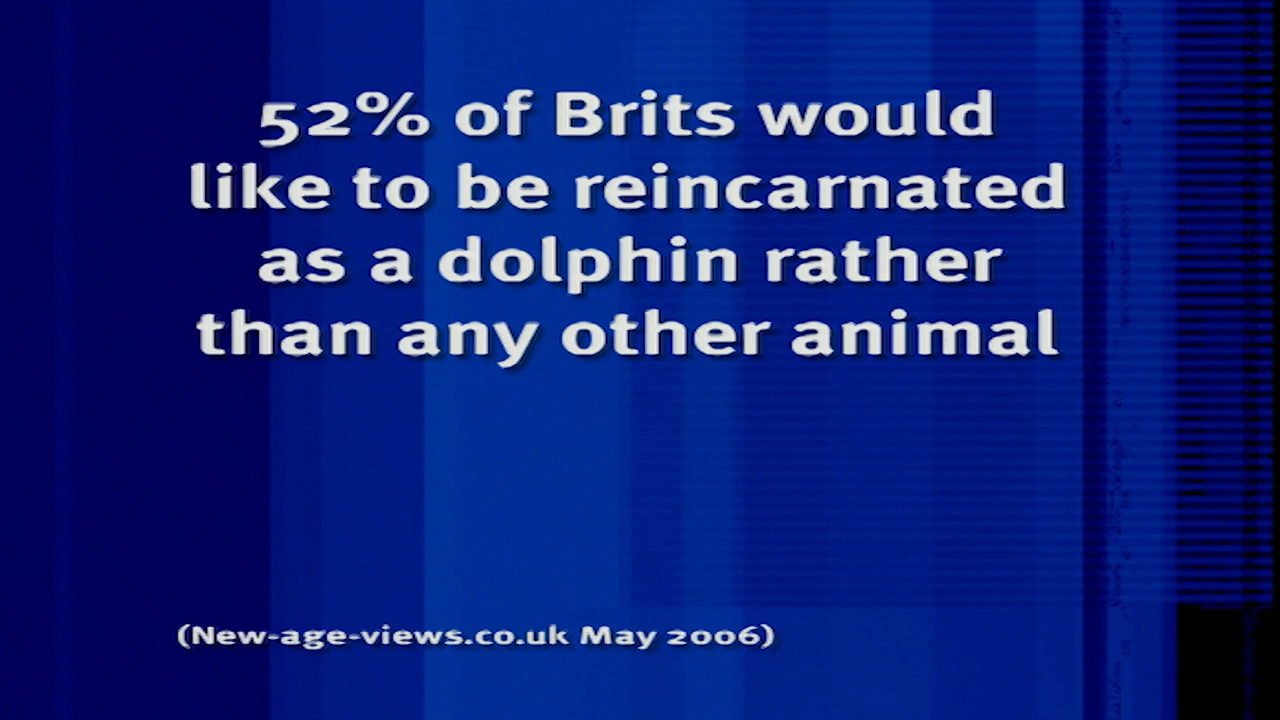 52% of Brits would
like to be reincarnated
as a dolphin rather
than any other animal
(New-age-views.co.uk May 2006)